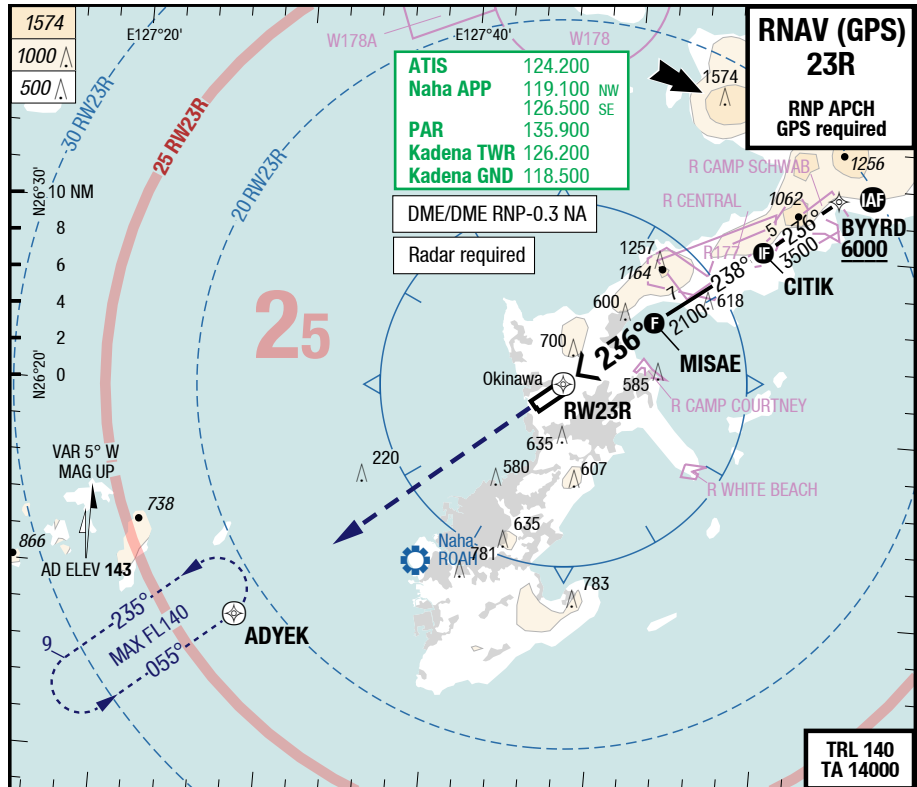 1574
1000
500
E127°20'
W178A
E127°40'
W178
1574
RNAV (GPS)
23R
RNP APCH
GPS required
ATIS 124.200
Naha APP 119.100 NW
126.500 SE
PAR 135.900
Kadena TWR 126.200
Kadena GND 118.500
DME/DME RNP-0.3 NA
Radar required
30 RW23R
25 RW23R
20 RW23R
N26°30'
10 NM
8
6
4
2
0
N26°20'
25
R CAMP SCHWAB
1256
R CENTRAL
1062
IAF
BYYRD
6000
5
236°
3500
IF
CITIK
R177
238°
7
2100
618
1257
1164
600
F
MISAE
236°
700
Okinawa
RW23R
585
R CAMP COURTNEY
635
R WHITE BEACH
220
580
607
635
Naha
ROAH
781
783
VAR 5° W
MAG UP
738
866
AD ELEV 143
235°
MAX FL140
055°
9
ADYEK
TRL 140
TA 14000